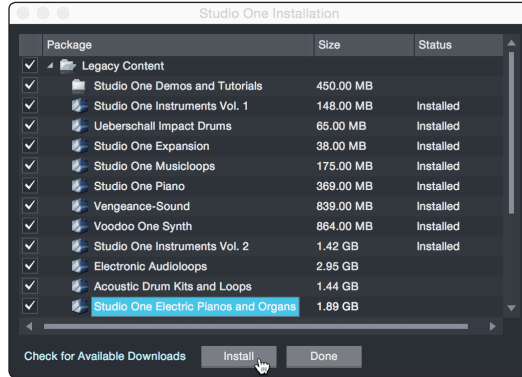 Studio One Installation
Package Size Status
Legacy Content
Studio One Demos and Tutorials 450.00 MB
Studio One Instruments Vol. 1 148.00 MB Installed
Ueberschall Impact Drums 65.00 MB Installed
Studio One Expansion 38.00 MB Installed
Studio One Musicloops 175.00 MB Installed
Studio One Piano 369.00 MB Installed
Vengeance-Sound 839.00 MB Installed
Voodoo One Synth 864.00 MB Installed
Studio One Instruments Vol. 2 1.42 GB Installed
Electronic Audioloops 2.95 GB
Acoustic Drum Kits and Loops 1.44 GB
Studio One Electric Pianos and Organs 1.89 GB
Check for Available Downloads Install Done